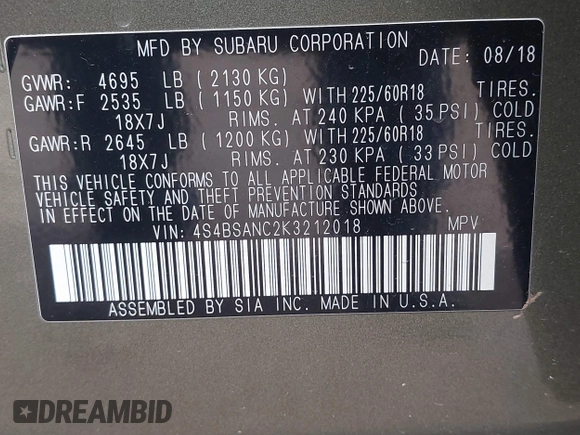 MFD BY SUBARU CORPORATION
DATE: 08/18
GVWR: 4695 LB ( 2130 KG)
GAWR:F 2535 LB ( 1150 KG) WITH 225/60R18 TIRES.
18X7J RIMS. AT 240 KPA ( 35 PSI) COLD
GAWR:R 2645 LB ( 1200 KG) WITH 225/60R18 TIRES.
18X7J RIMS. AT 230 KPA ( 33 PSI) COLD
THIS VEHICLE CONFORMS TO ALL APPLICABLE FEDERAL MOTOR
VEHICLE SAFETY AND THEFT PREVENTION STANDARDS
IN EFFECT ON THE DATE OF MANUFACTURE SHOWN ABOVE.
VIN: 4S4BSANC2K3212018 MPV
ASSEMBLED BY SIA INC. MADE IN U.S.A.
DREAMBID